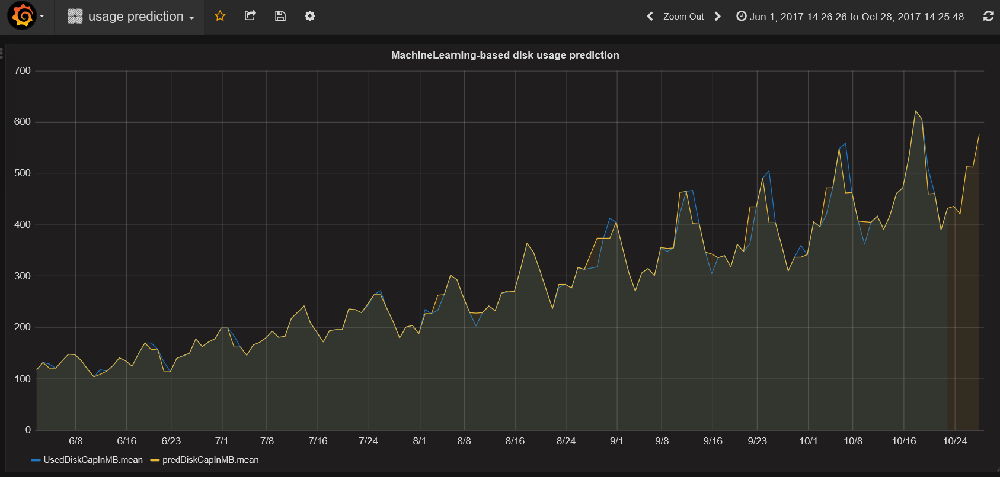 usage prediction
Zoom Out
Jun 1, 2017 14:26:26 to Oct 28, 2017 14:25:48
MachineLearning-based disk usage prediction
700
600
500
400
300
200
100
0
6/8 6/16 6/23 7/1 7/8 7/16 7/24 8/1 8/8 8/16 8/24 9/1 9/8 9/16 9/23 10/1 10/8 10/16 10/24
UsedDiskCapInMB.mean predDiskCapInMB.mean